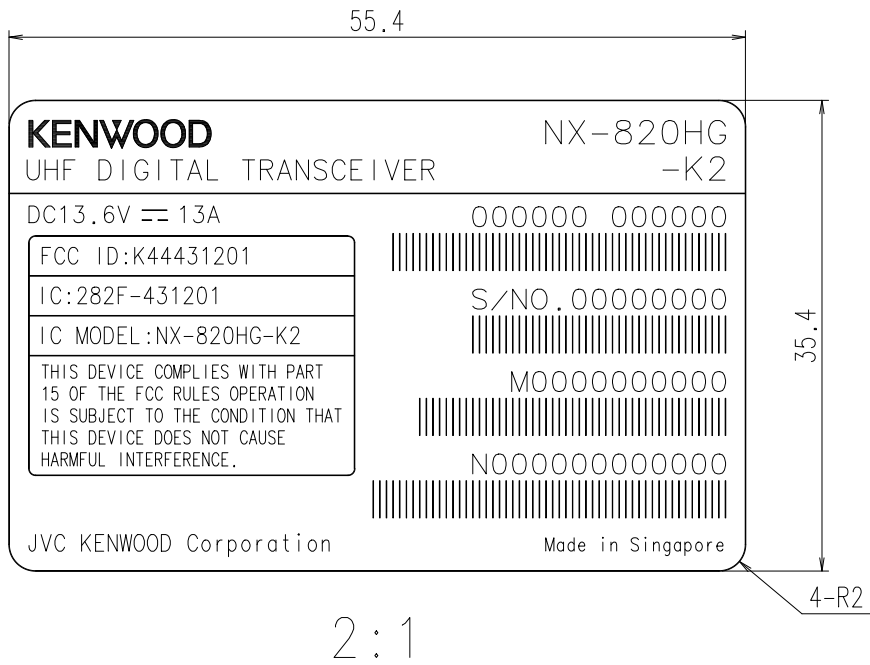 55.4
KENWOOD
NX-820HG
UHF DIGITAL TRANSCEIVER
-K2
DC13.6V ⎓ 13A
000000 000000
FCC ID:K44431201
IC:282F-431201
S/NO.00000000
IC MODEL:NX-820HG-K2
35.4
THIS DEVICE COMPLIES WITH PART
15 OF THE FCC RULES OPERATION
IS SUBJECT TO THE CONDITION THAT
THIS DEVICE DOES NOT CAUSE
HARMFUL INTERFERENCE.
M0000000000
N000000000000
JVC KENWOOD Corporation
Made in Singapore
4-R2
2:1